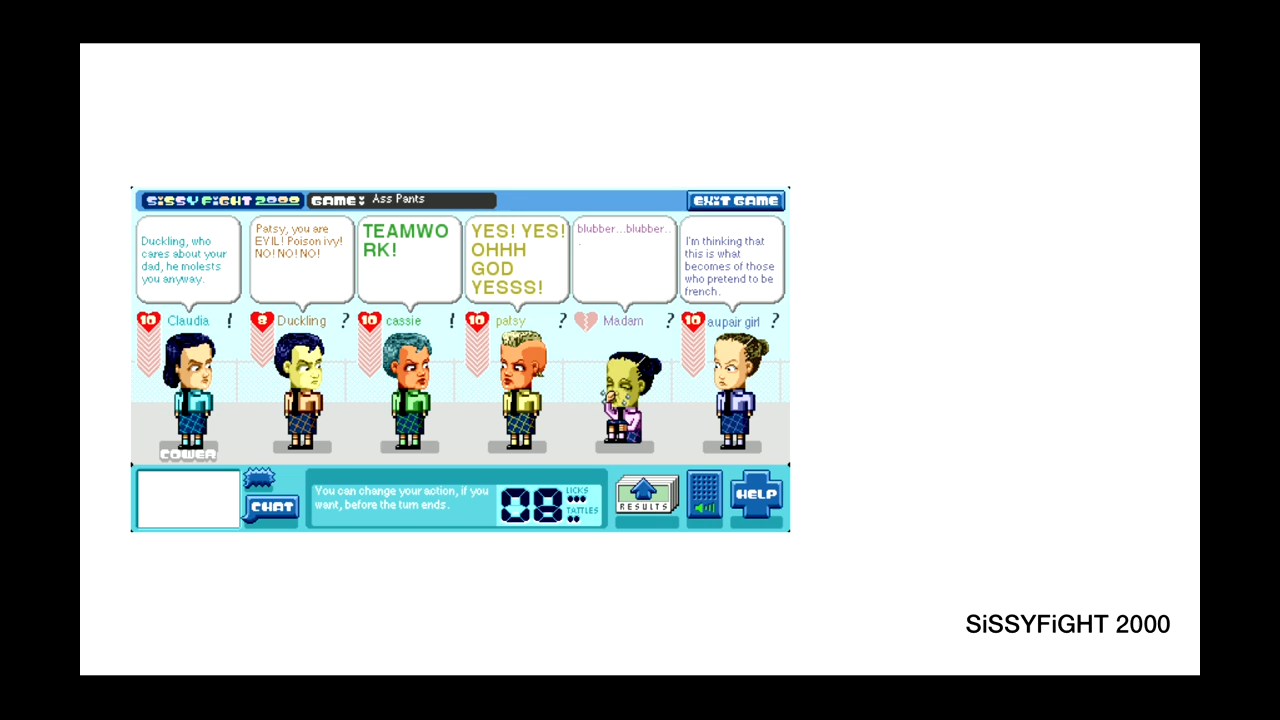 SiSSYFiGHT 2000
GAME:
Ass Pants
EXiT GAME
Duckling, who
cares about your
dad, he molests
you anyway.
Patsy, you are
EVIL! Poison ivy!
NO! NO! NO!
TEAMWO
RK!
YES! YES!
OHHH
GOD
YESSS!
blubber...blubber..
.
I'm thinking that
this is what
becomes of those
who pretend to be
french.
10 Claudia !
8 Duckling ?
10 cassie !
10 patsy ?
Madam ?
10 au pair girl ?
COWER
CHAT
You can change your action, if you
want, before the turn ends.
08
LICKS
TATTLES
RESULTS
HELP
SiSSYFiGHT 2000